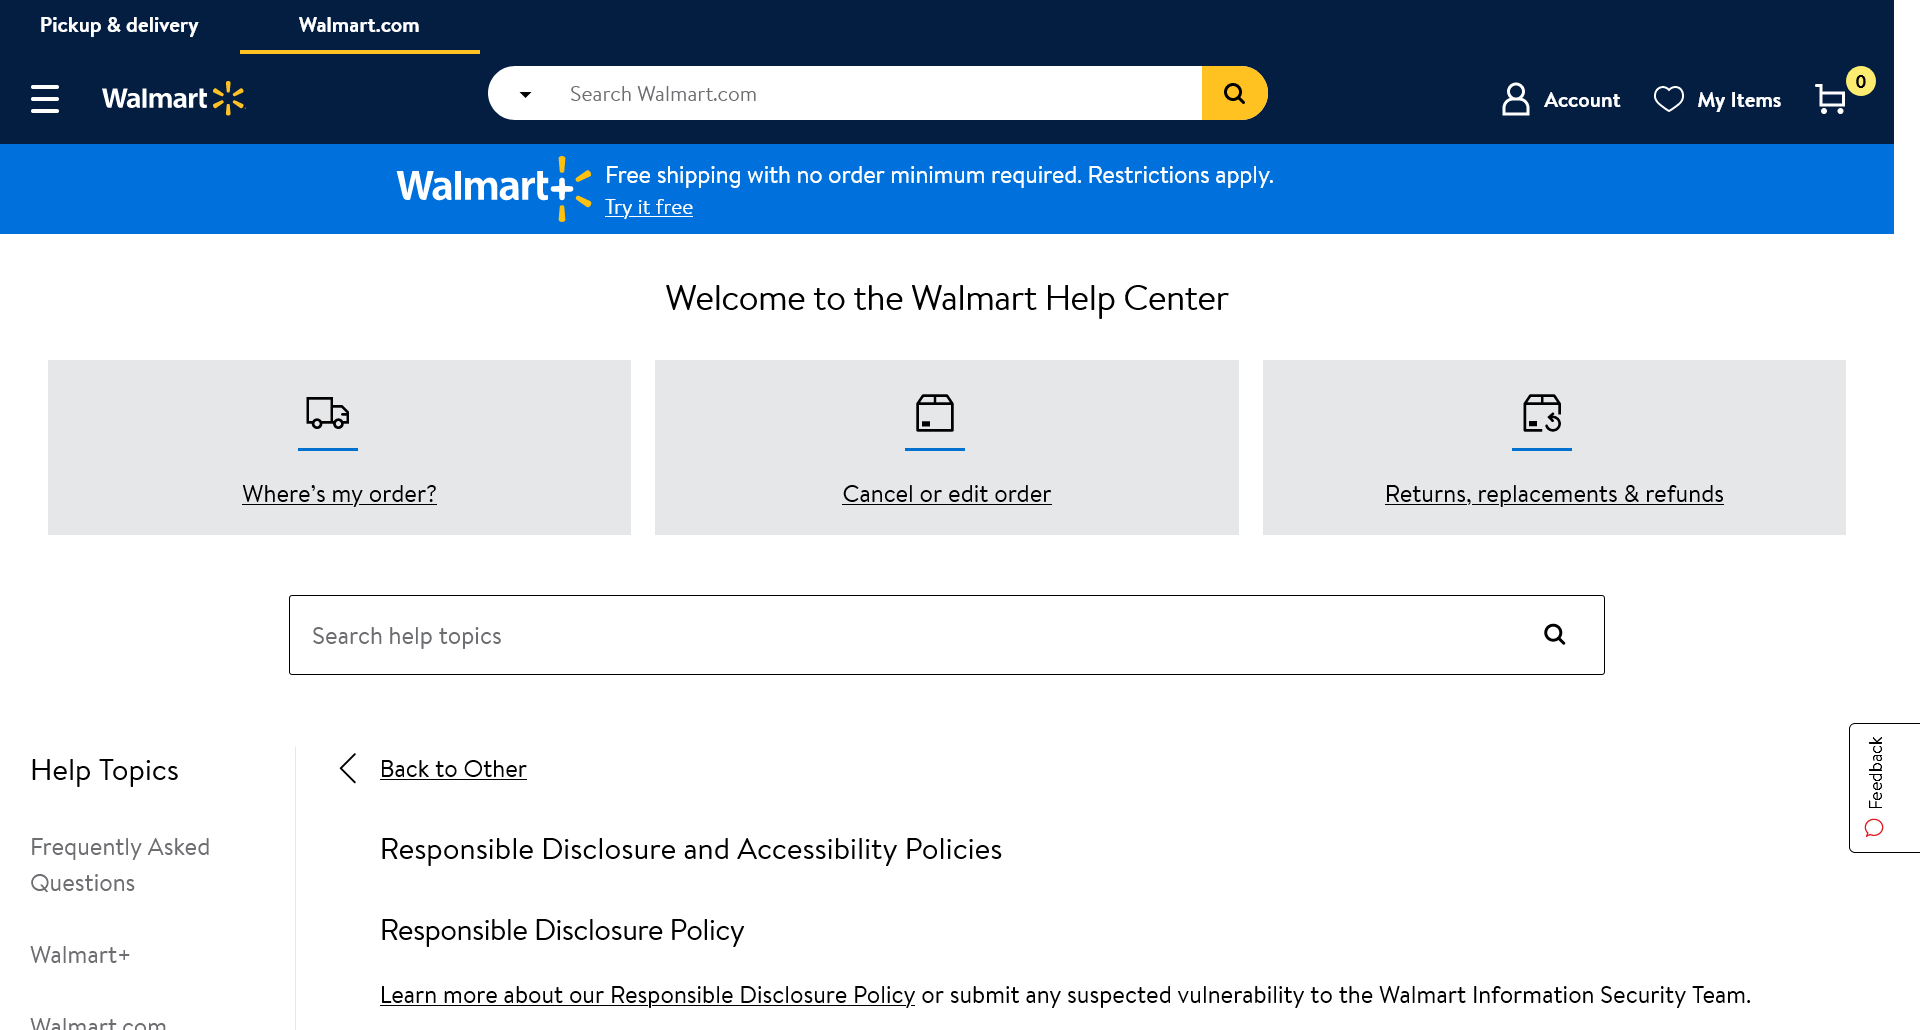 Pickup & delivery
Walmart.com
Walmart
Search Walmart.com
Account
My Items
0
Walmart+
Free shipping with no order minimum required. Restrictions apply.
Try it free
Welcome to the Walmart Help Center
Where's my order?
Cancel or edit order
Returns, replacements & refunds
Search help topics
Feedback
Help Topics
Frequently Asked
Questions
Walmart+
Walmart.com
Back to Other
Responsible Disclosure and Accessibility Policies
Responsible Disclosure Policy
Learn more about our Responsible Disclosure Policy or submit any suspected vulnerability to the Walmart Information Security Team.